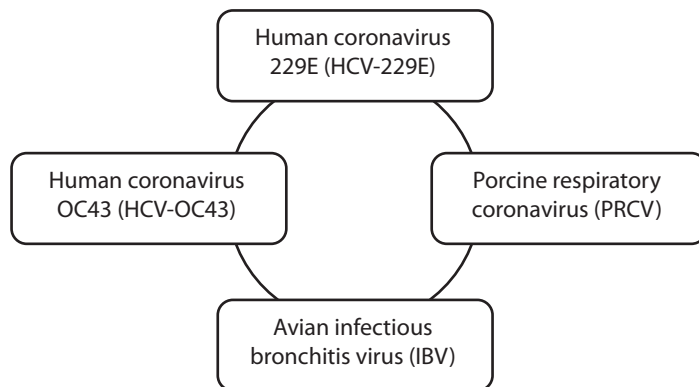 Human coronavirus
229E (HCV-229E)
Human coronavirus
OC43 (HCV-OC43)
Porcine respiratory
coronavirus (PRCV)
Avian infectious
bronchitis virus (IBV)